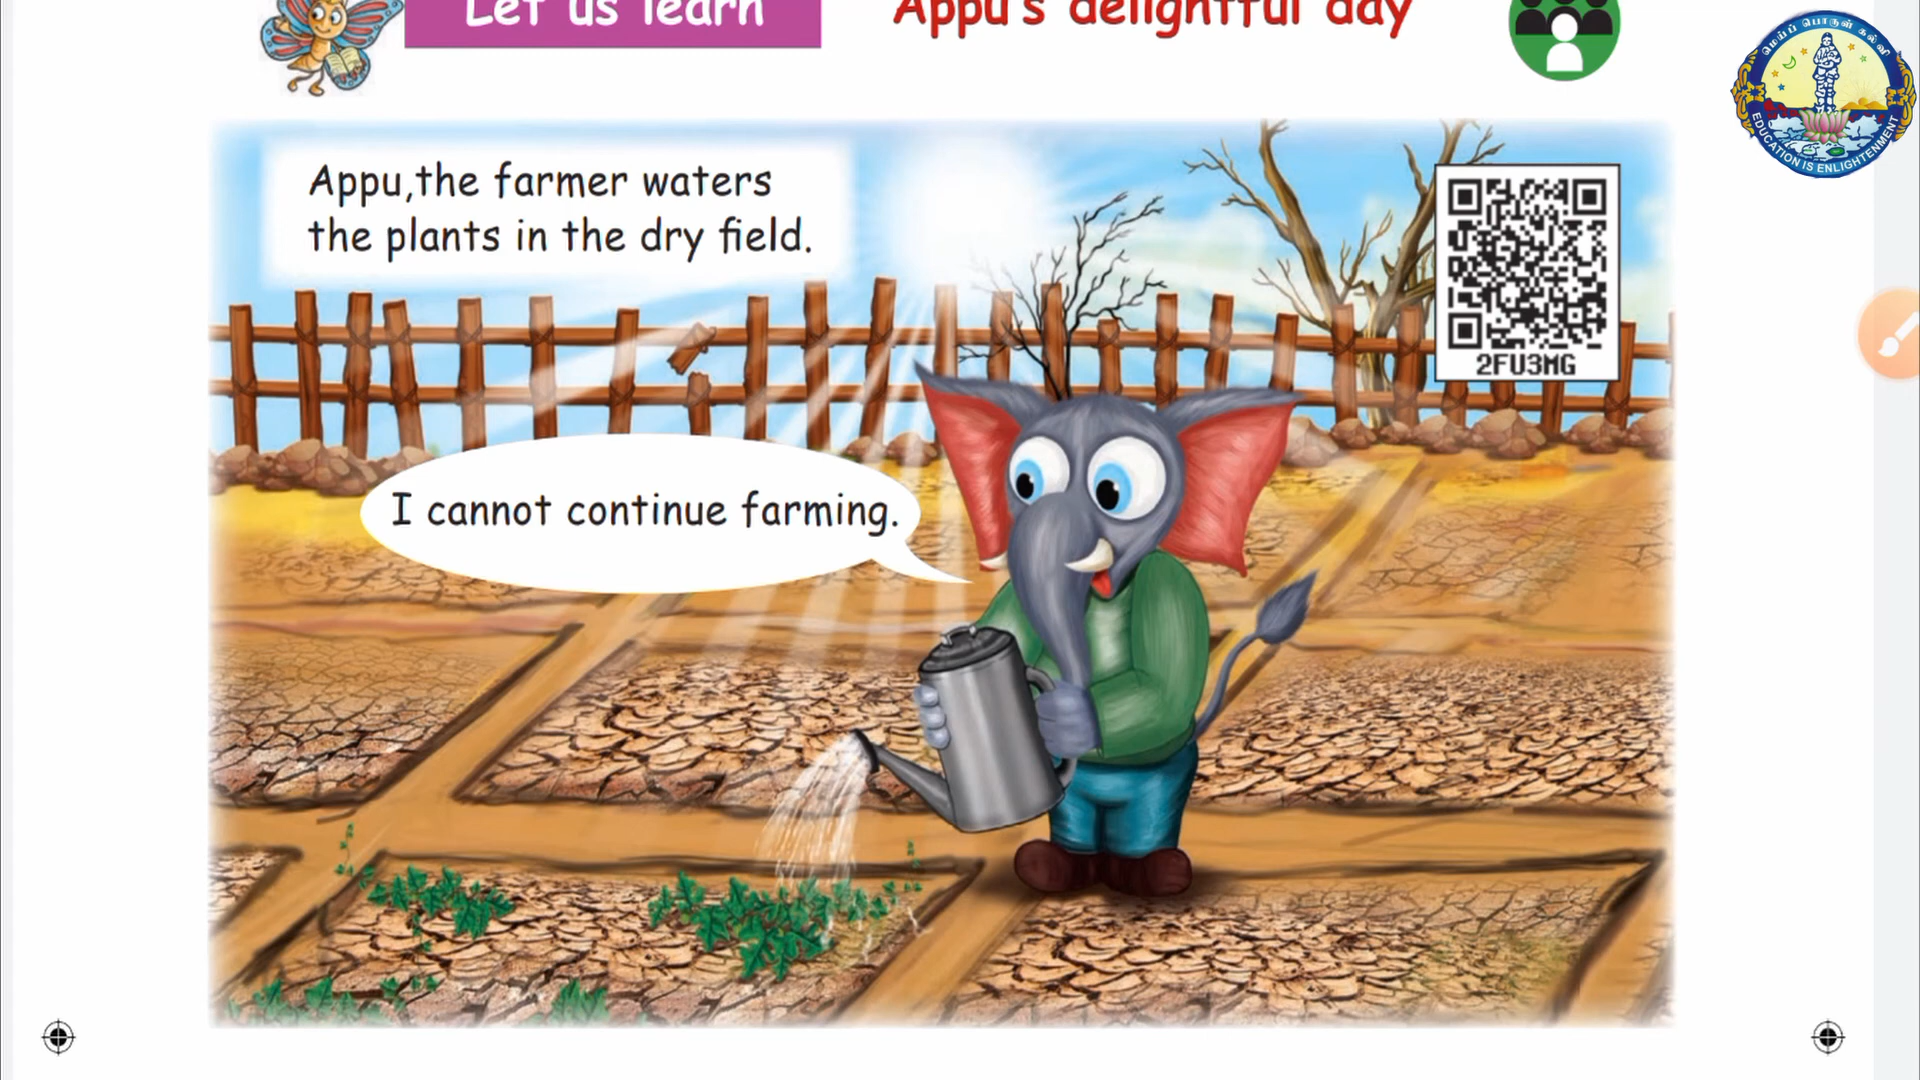 Let us learn
Appu's delightful day
Appu,the farmer waters
the plants in the dry field.
2FU3MG
I cannot continue farming.
மெய்ப் பொருள் கல்வி
EDUCATION IS ENLIGHTENMENT